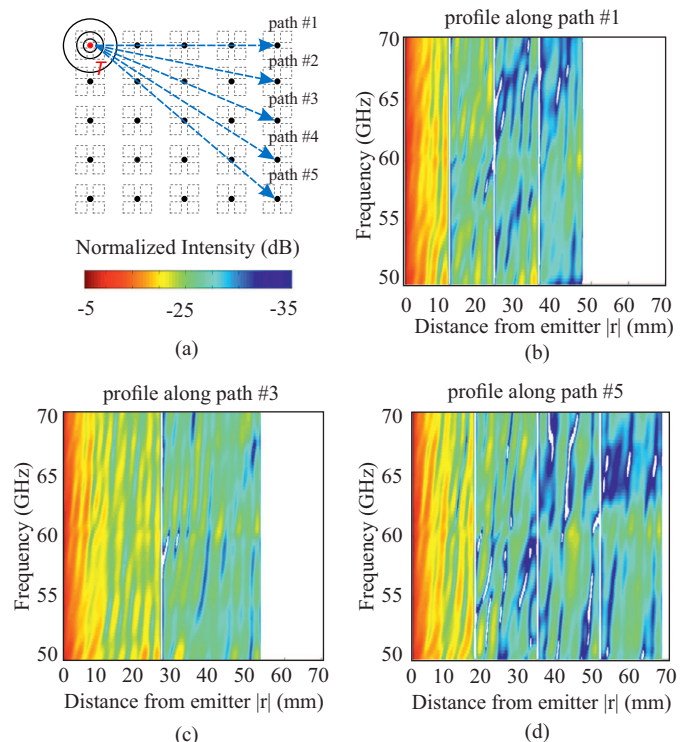 path #1
path #2
path #3
path #4
path #5
T
Normalized Intensity (dB)
-5
-25
-35
(a)
profile along path #1
Frequency (GHz)
70
65
60
55
50
0 10 20 30 40 50 60 70
Distance from emitter |r| (mm)
(b)
profile along path #3
Frequency (GHz)
70
65
60
55
50
0 10 20 30 40 50 60 70
Distance from emitter |r| (mm)
(c)
profile along path #5
Frequency (GHz)
70
65
60
55
50
0 10 20 30 40 50 60 70
Distance from emitter |r| (mm)
(d)